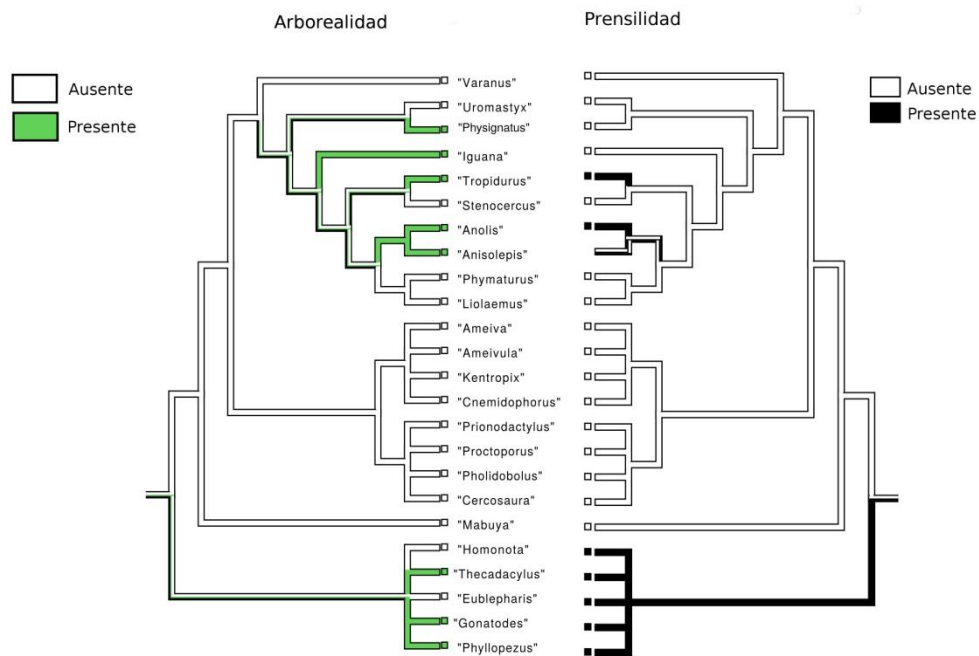 Arborealidad
Prensilidad
Ausente
Presente
Ausente
Presente
"Varanus"
"Uromastyx"
"Physignatus"
"Iguana"
"Tropidurus"
"Stenocercus"
"Anolis"
"Anisolepis"
"Phymaturus"
"Liolaemus"
"Ameiva"
"Ameivula"
"Kentropix"
"Cnemidophorus"
"Prionodactylus"
"Proctoporus"
"Pholidobolus"
"Cercosaura"
"Mabuya"
"Homonota"
"Thecadacylus"
"Eublepharis"
"Gonatodes"
"Phyllopezus"